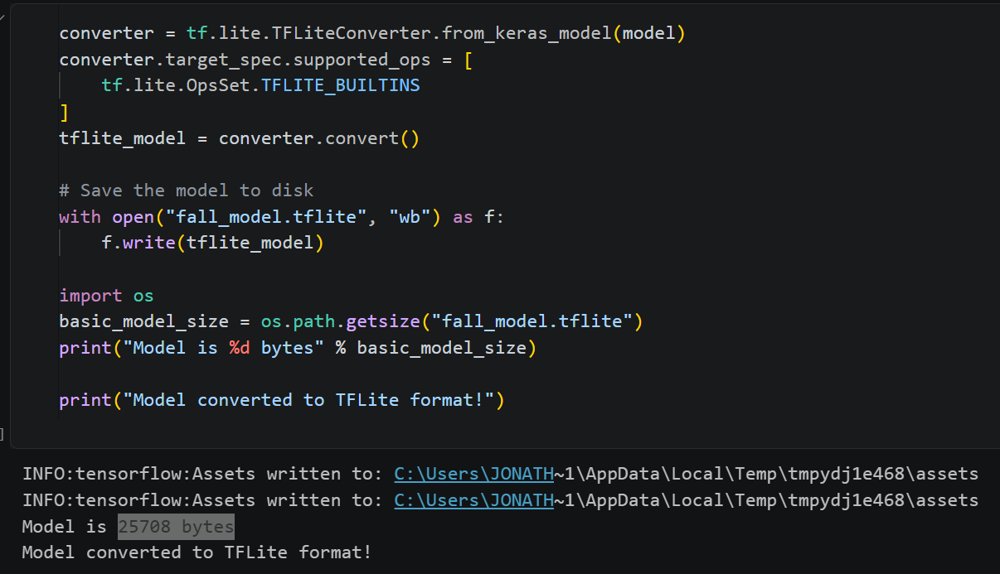 converter = tf.lite.TFLiteConverter.from_keras_model(model)
converter.target_spec.supported_ops = [
    tf.lite.OpsSet.TFLITE_BUILTINS
]
tflite_model = converter.convert()

# Save the model to disk
with open("fall_model.tflite", "wb") as f:
    f.write(tflite_model)

import os
basic_model_size = os.path.getsize("fall_model.tflite")
print("Model is %d bytes" % basic_model_size)

print("Model converted to TFLite format!")
]
INFO:tensorflow:Assets written to: C:\Users\JONATH~1\AppData\Local\Temp\tmpydj1e468\assets
INFO:tensorflow:Assets written to: C:\Users\JONATH~1\AppData\Local\Temp\tmpydj1e468\assets
Model is 25708 bytes
Model converted to TFLite format!